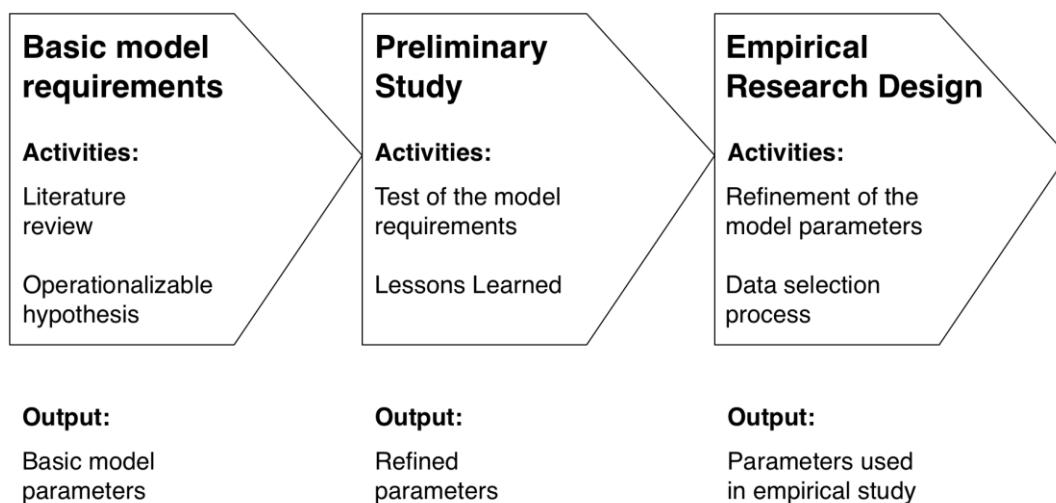 Basic model
requirements
Activities:
Literature
review
Operationalizable
hypothesis
Output:
Basic model
parameters
Preliminary
Study
Activities:
Test of the model
requirements
Lessons Learned
Output:
Refined
parameters
Empirical
Research Design
Activities:
Refinement of the
model parameters
Data selection
process
Output:
Parameters used
in empirical study